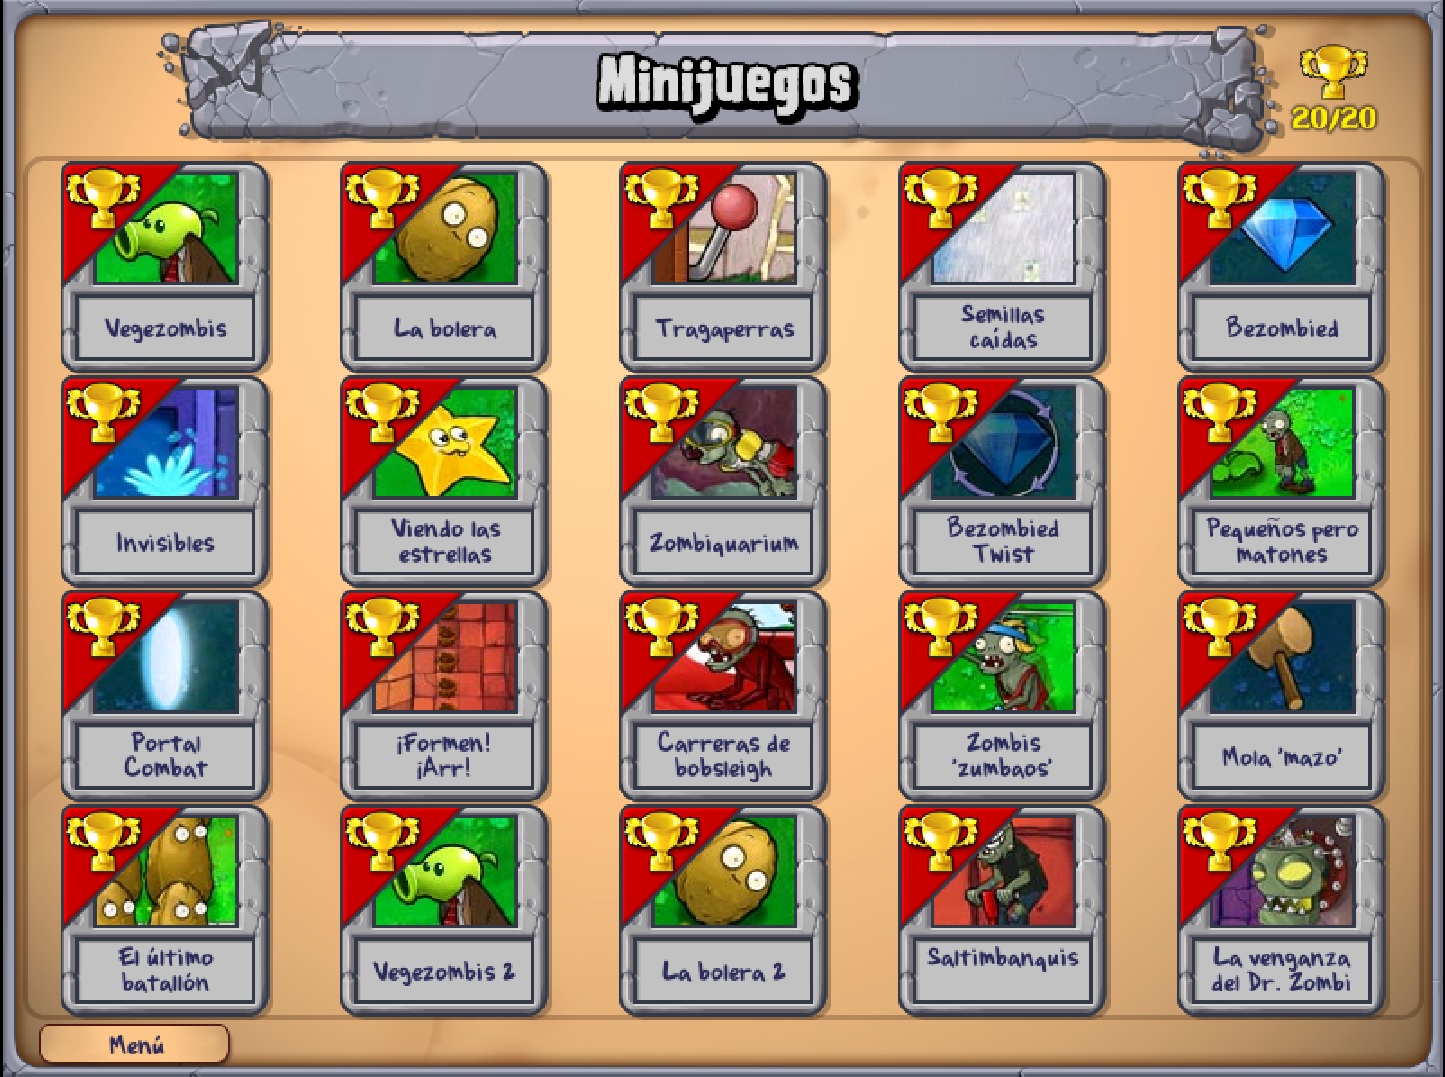 Minijuegos
20/20
Vegezombis
La bolera
Tragaperras
Semillas
caídas
Bezombied
Invisibles
Viendo las
estrellas
Zombiquarium
Bezombied
Twist
Pequeños pero
matones
Portal
Combat
¡Formen!
¡Arr!
Carreras de
bobsleigh
Zombis
'zumbaos'
Mola 'mazo'
El último
batallón
Vegezombis 2
La bolera 2
Saltimbanquis
La venganza
del Dr. Zombi
Menú